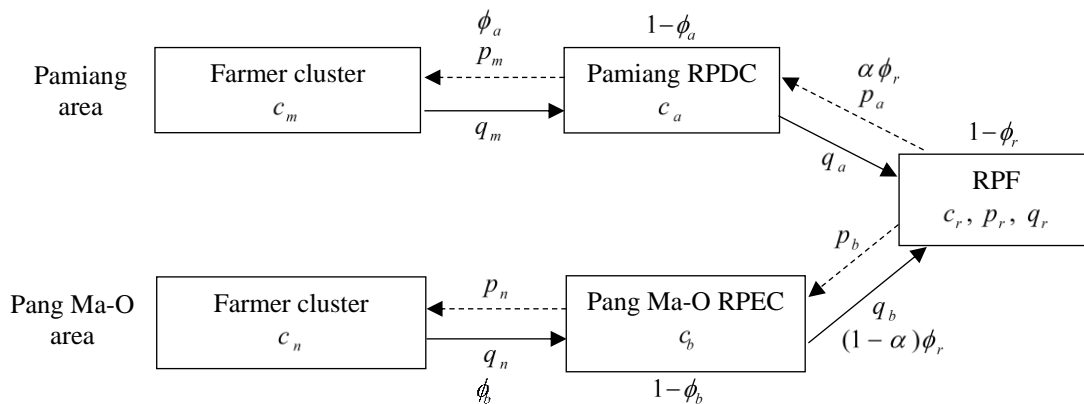 Pamiang
area
Farmer cluster
c_m
ϕ_a
p_m
q_m
1−ϕ_a
Pamiang RPDC
c_a
αϕ_r
p_a
q_a
1−ϕ_r
RPF
c_r, p_r, q_r
Pang Ma-O
area
Farmer cluster
c_n
p_n
q_n
ϕ_b
Pang Ma-O RPEC
c_b
1−ϕ_b
p_b
q_b
(1−α)ϕ_r